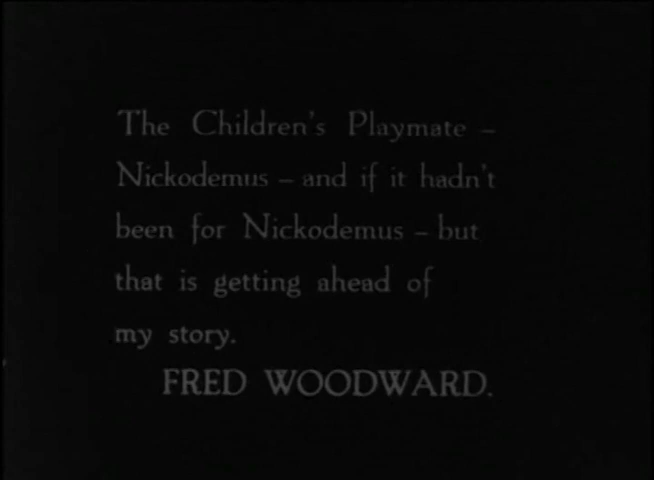 The Children's Playmate –
Nickodemus – and if it hadn't
been for Nickodemus – but
that is getting ahead of
my story.
FRED WOODWARD.